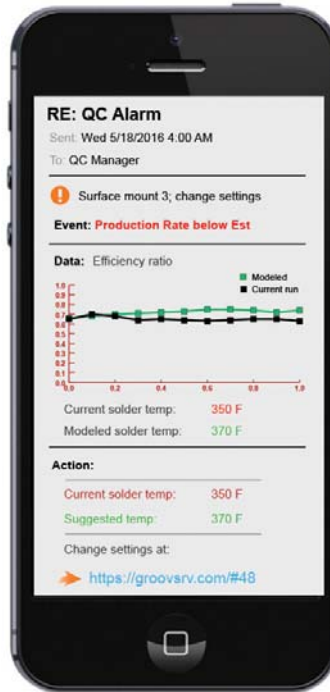 RE: QC Alarm
Sent: Wed 5/18/2016 4:00 AM
To: QC Manager
! Surface mount 3; change settings
Event: Production Rate below Est
Data: Efficiency ratio
Modeled
Current run
1.0
0.9
0.8
0.7
0.6
0.5
0.4
0.3
0.2
0.1
0.0
0.0 0.2 0.4 0.6 0.8 1.0
Current solder temp: 350 F
Modeled solder temp: 370 F
Action:
Current solder temp: 350 F
Suggested temp: 370 F
Change settings at:
https://groovsrv.com/#48